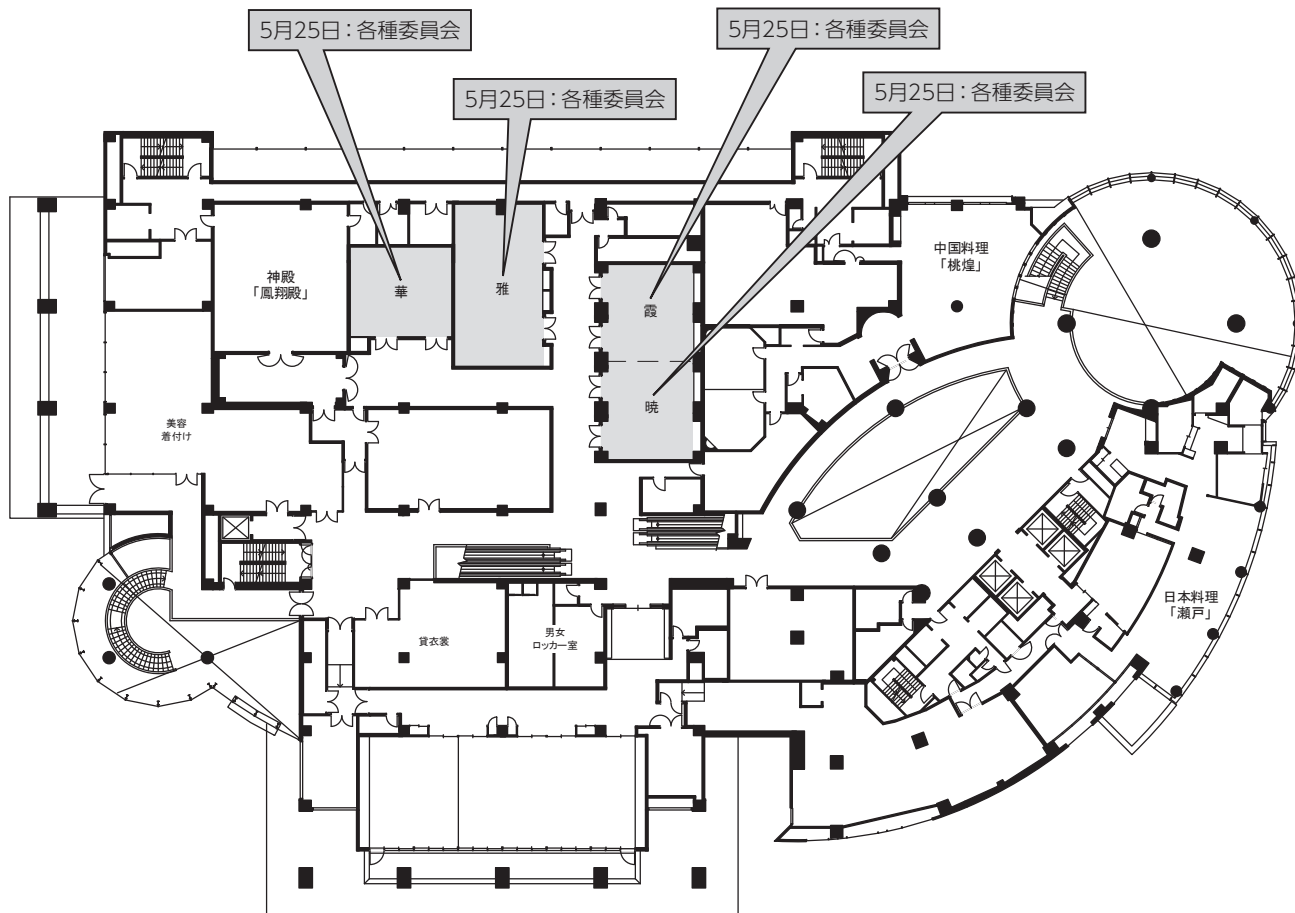 5月25日：各種委員会
5月25日：各種委員会
5月25日：各種委員会
5月25日：各種委員会
神殿
「鳳翔殿」
華
雅
霞
暁
中国料理
「桃煌」
美容
着付け
貸衣裳
男女
ロッカー室
日本料理
「瀬戸」